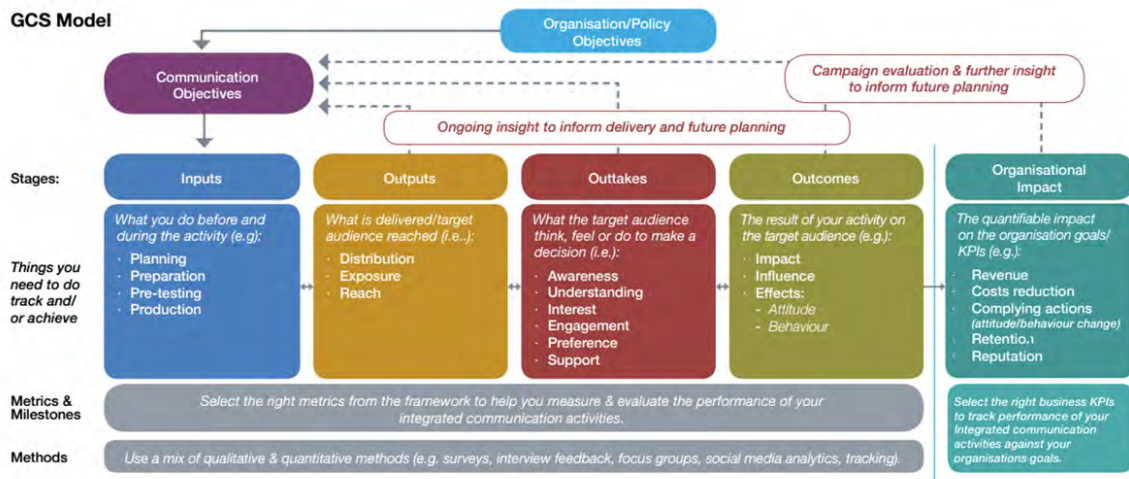 GCS Model
Organisation/Policy
Objectives
Communication
Objectives
Campaign evaluation & further insight
to inform future planning
Ongoing insight to inform delivery and future planning
Stages:
Inputs
Outputs
Outtakes
Outcomes
Organisational
Impact
Things you
need to do
track and/
or achieve
What you do before and
during the activity (e.g):
· Planning
· Preparation
· Pre-testing
· Production
What is delivered/target
audience reached (i.e..):
· Distribution
· Exposure
· Reach
What the target audience
think, feel or do to make a
decision (i.e.):
· Awareness
· Understanding
· Interest
· Engagement
· Preference
· Support
The result of your activity on
the target audience (e.g.):
· Impact
· Influence
· Effects:
- Attitude
- Behaviour
The quantifiable impact
on the organisation goals/
KPIs (e.g.):
· Revenue
· Costs reduction
· Complying actions
(attitude/behaviour change)
· Retention
· Reputation
Metrics &
Milestones
Select the right metrics from the framework to help you measure & evaluate the performance of your
integrated communication activities.
Select the right business KPIs
to track performance of your
Integrated communication
activities against your
organisations goals.
Methods
Use a mix of qualitative & quantitative methods (e.g. surveys, interview feedback, focus groups, social media analytics, tracking).